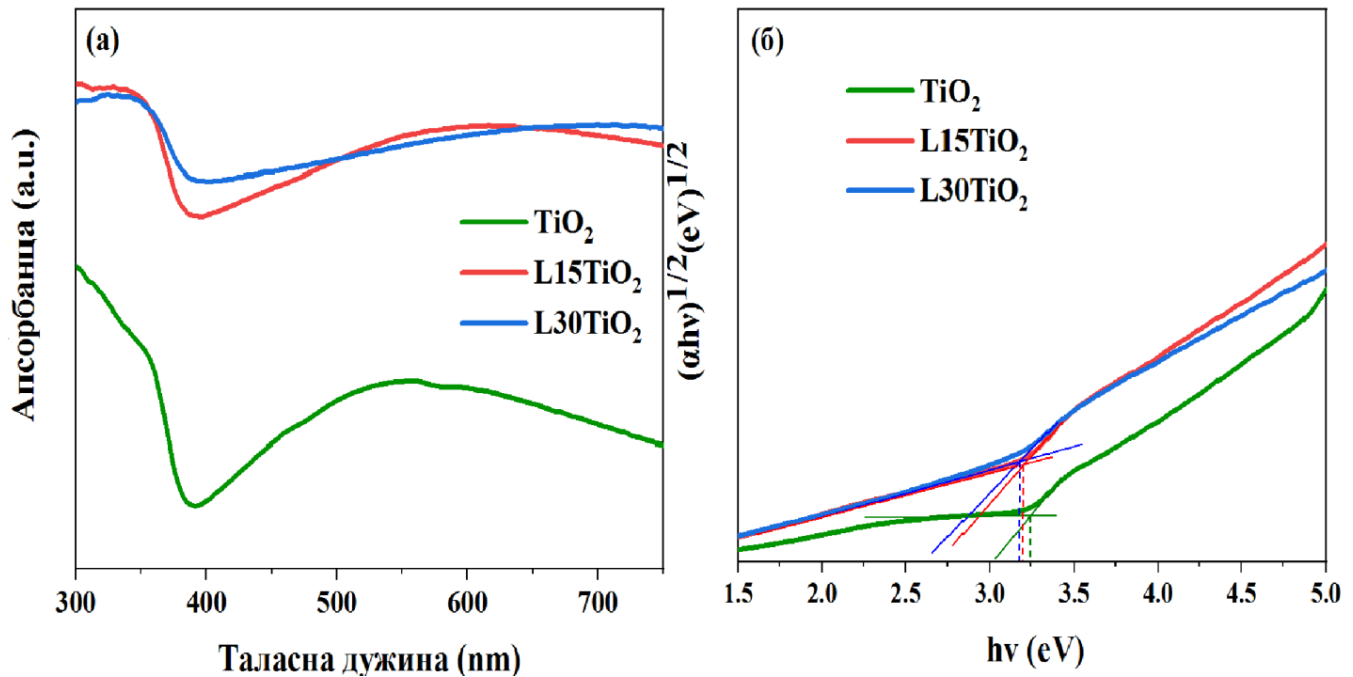 (а)
Апсорбанца (a.u.)
TiO₂
L15TiO₂
L30TiO₂
300 400 500 600 700
Таласна дужина (nm)
(б)
(αhν)^1/2(eV)^1/2
TiO₂
L15TiO₂
L30TiO₂
1.5 2.0 2.5 3.0 3.5 4.0 4.5 5.0
hν (eV)